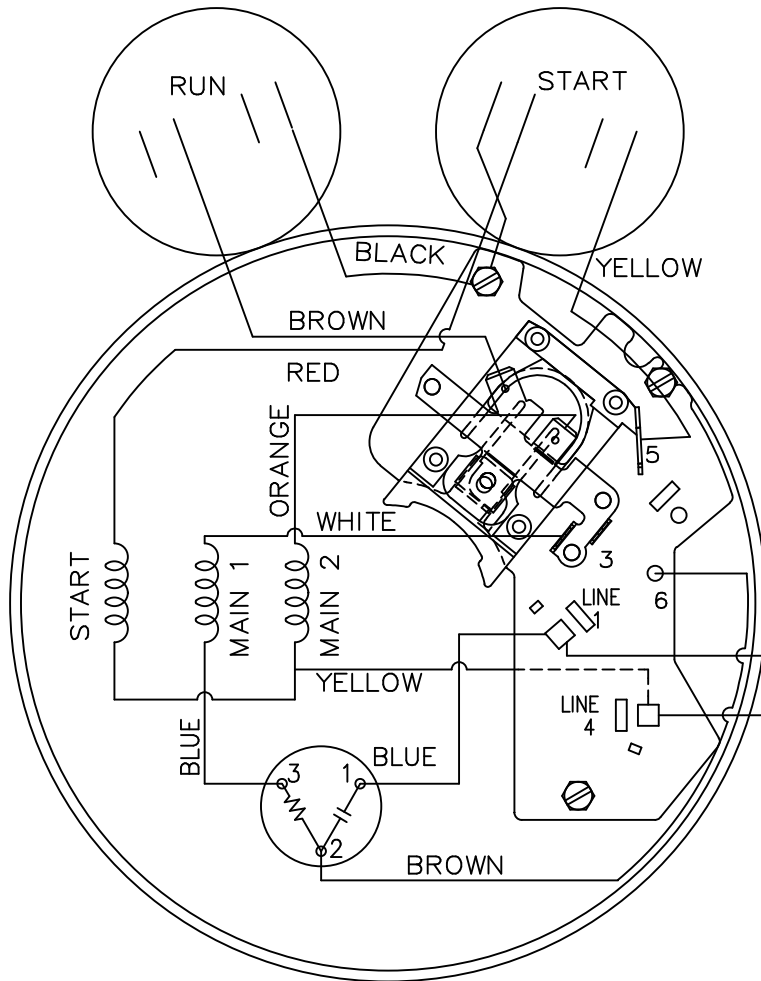 RUN
START
BLACK
YELLOW
BROWN
RED
ORANGE
5
WHITE
3
START
MAIN 1
MAIN 2
LINE
1
6
YELLOW
LINE
4
BLUE
BLUE
3
1
2
BROWN